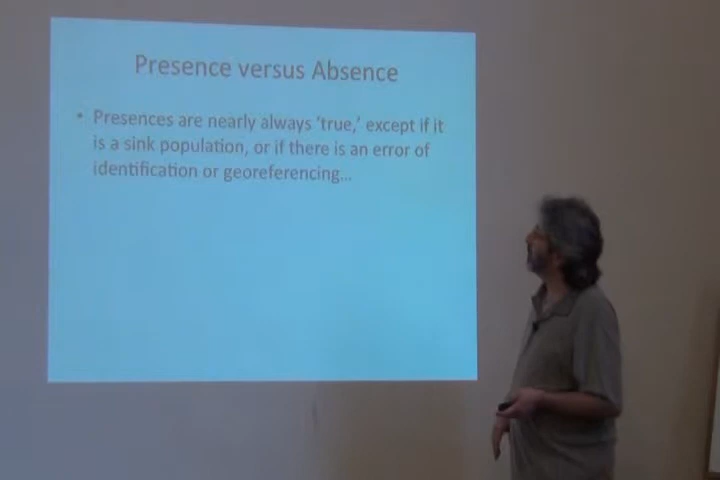 Presence versus Absence
• Presences are nearly always ‘true,’ except if it
is a sink population, or if there is an error of
identification or georeferencing…